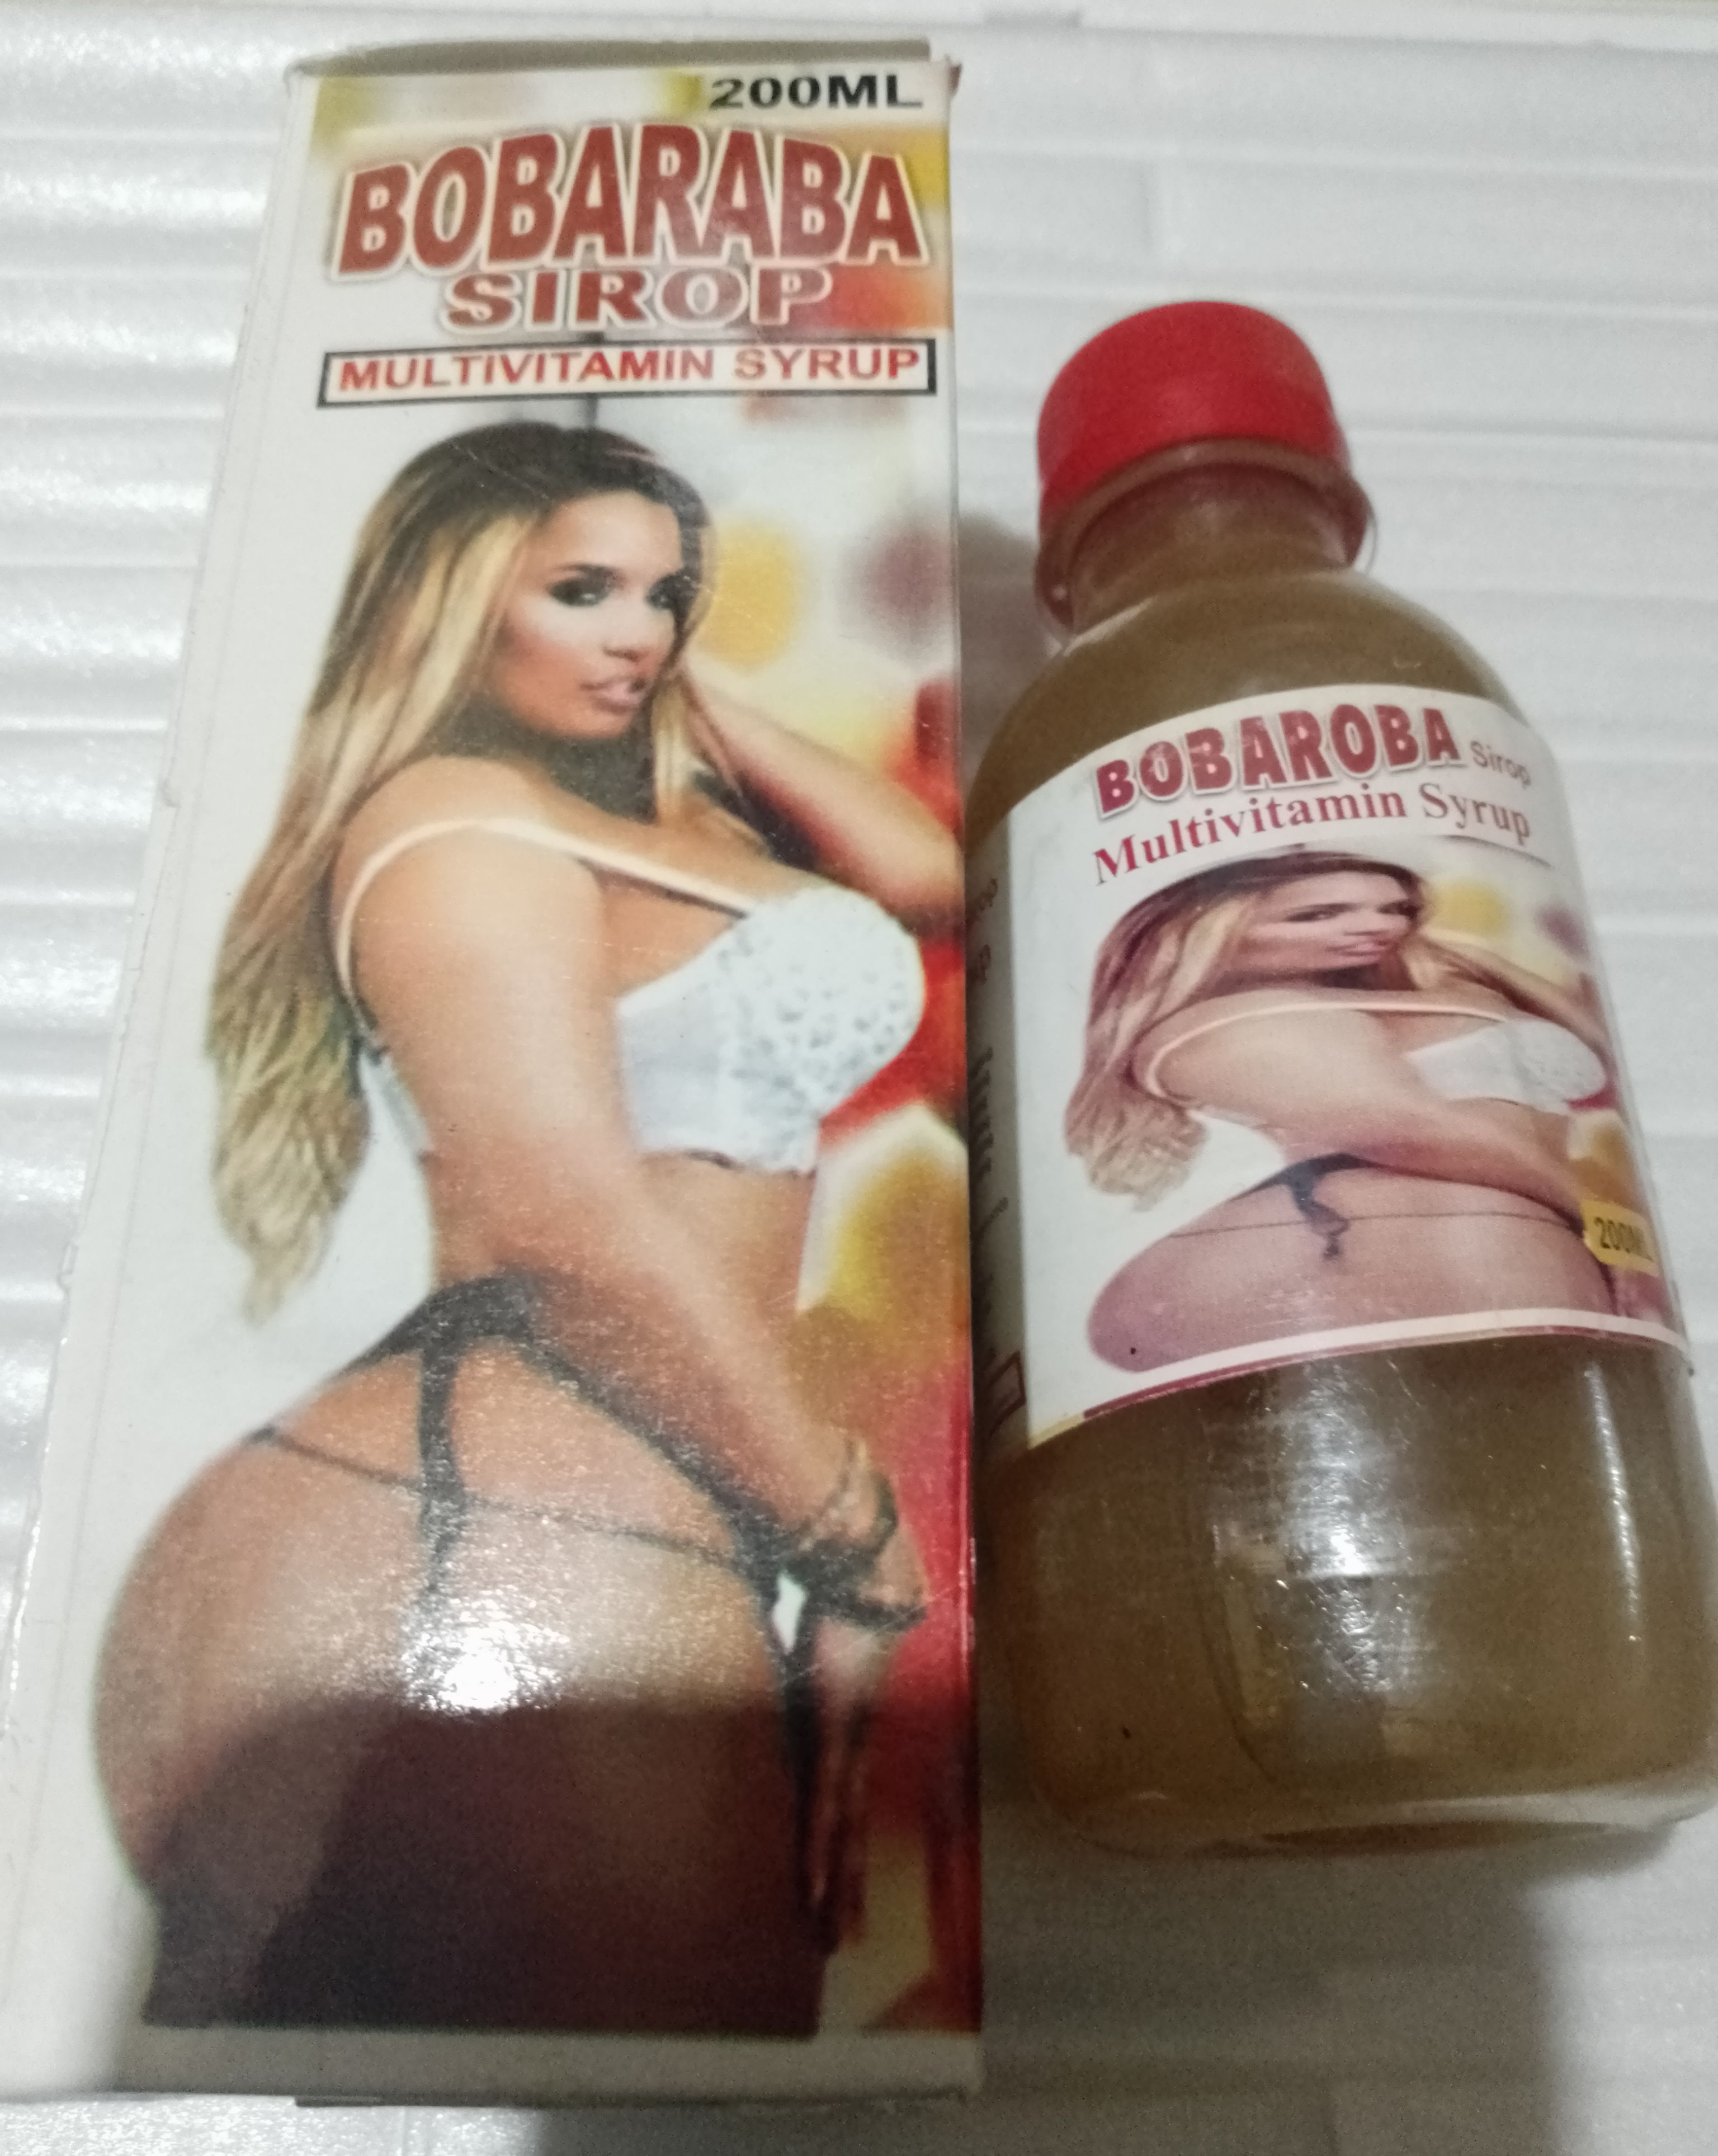 200ML
BOBARABA
SIROP
MULTIVITAMIN SYRUP
BOBAROBA Sirop
Multivitamin Syrup
200ML